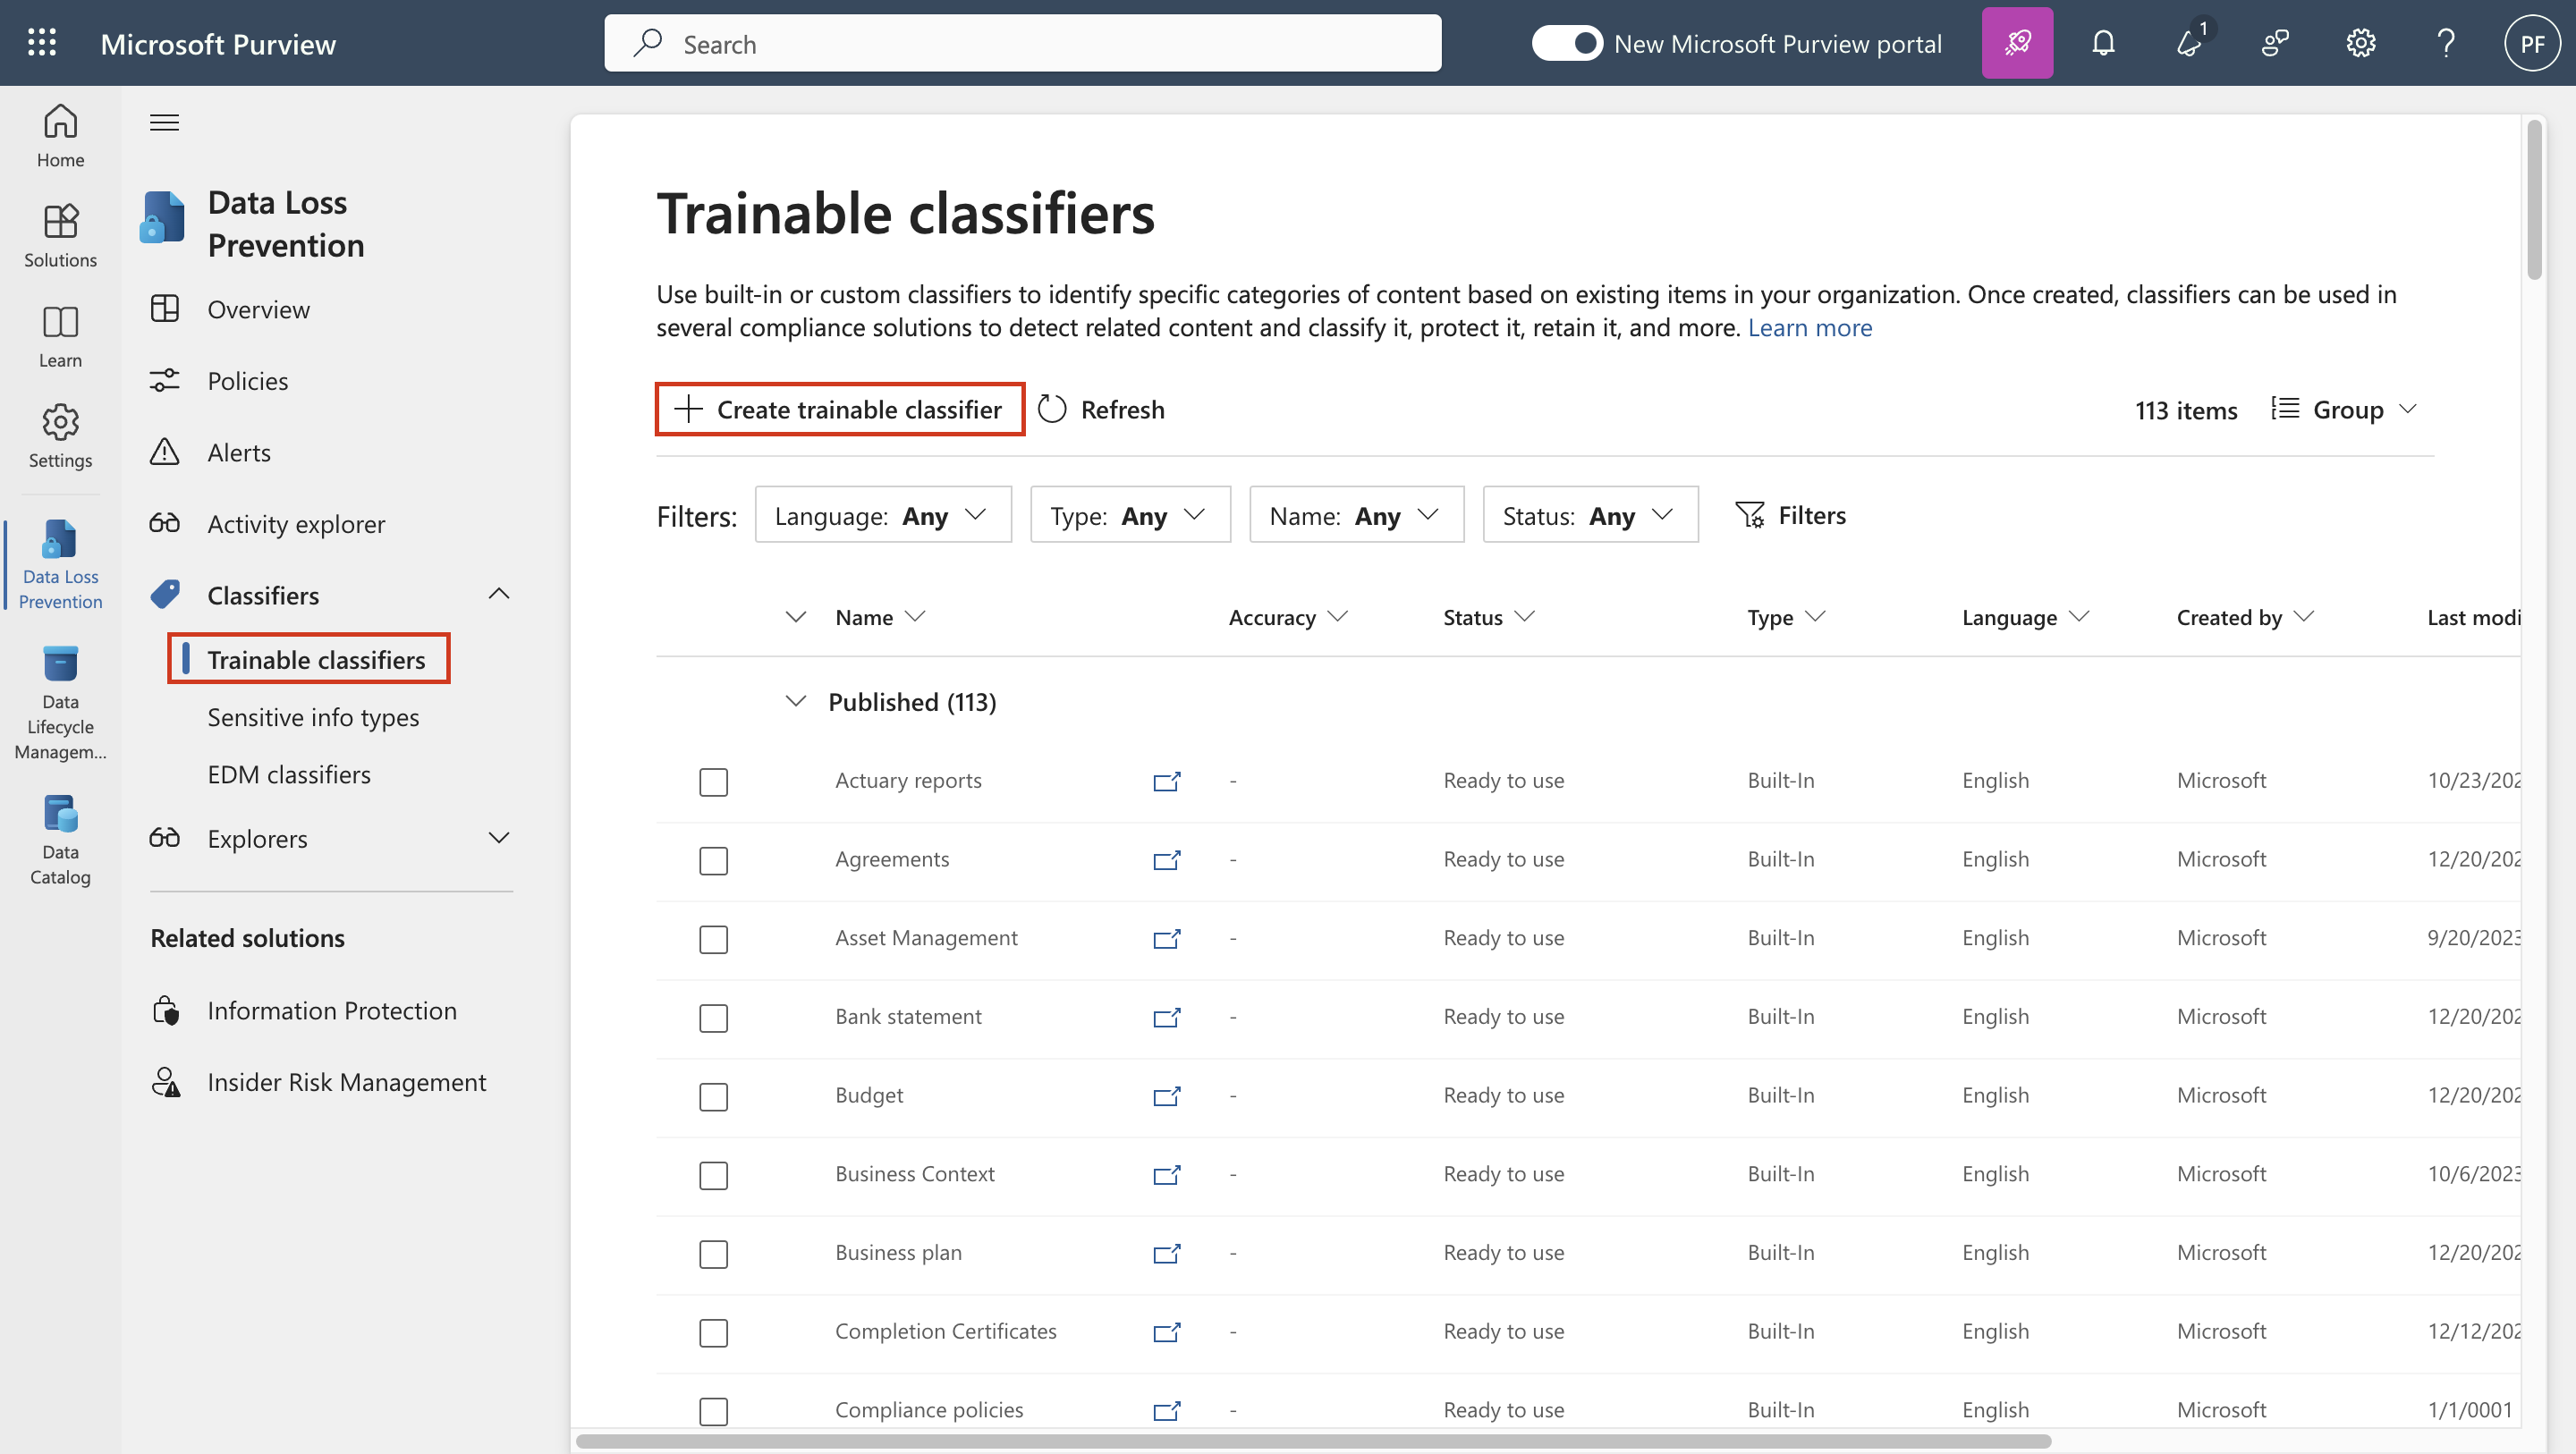 Microsoft Purview
Search
New Microsoft Purview portal
1
PF
Home
Solutions
Learn
Settings
Data Loss
Prevention
Data
Lifecycle
Managem...
Data
Catalog
Data Loss
Prevention
Overview
Policies
Alerts
Activity explorer
Classifiers
Trainable classifiers
Sensitive info types
EDM classifiers
Explorers
Related solutions
Information Protection
Insider Risk Management
Trainable classifiers
Use built-in or custom classifiers to identify specific categories of content based on existing items in your organization. Once created, classifiers can be used in
several compliance solutions to detect related content and classify it, protect it, retain it, and more. Learn more
Create trainable classifier Refresh 113 items Group
Filters: Language: Any Type: Any Name: Any Status: Any Filters
Name Accuracy Status Type Language Created by Last modi
Published (113)
Actuary reports - Ready to use Built-In English Microsoft 10/23/202
Agreements - Ready to use Built-In English Microsoft 12/20/202
Asset Management - Ready to use Built-In English Microsoft 9/20/2023
Bank statement - Ready to use Built-In English Microsoft 12/20/202
Budget - Ready to use Built-In English Microsoft 12/20/202
Business Context - Ready to use Built-In English Microsoft 10/6/2023
Business plan - Ready to use Built-In English Microsoft 12/20/202
Completion Certificates - Ready to use Built-In English Microsoft 12/12/202
Compliance policies - Ready to use Built-In English Microsoft 1/1/0001